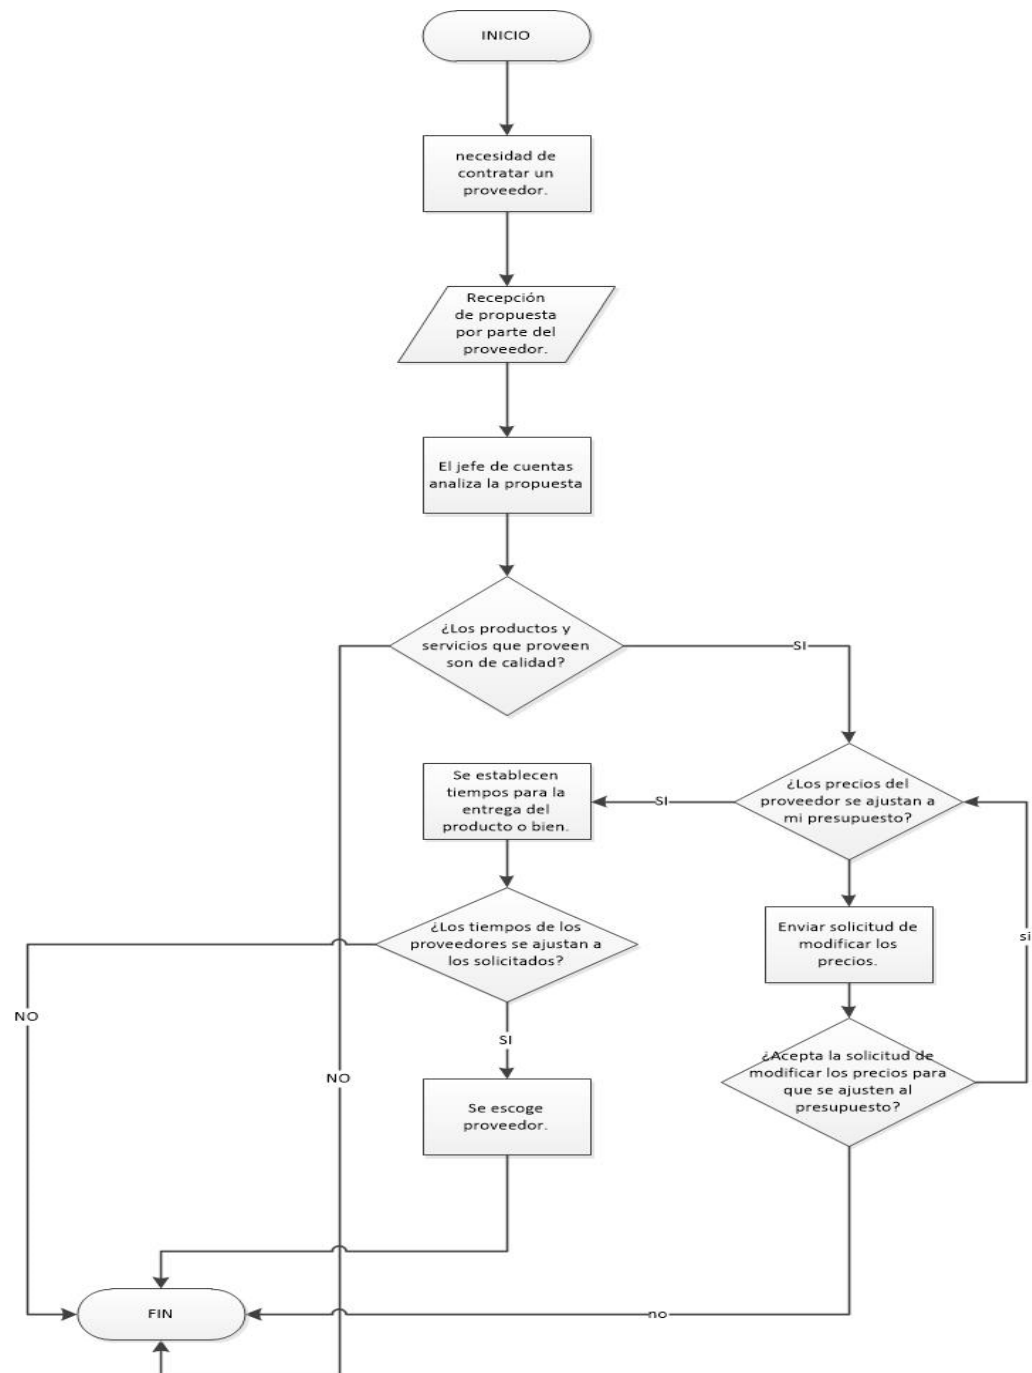 INICIO
necesidad de
contratar un
proveedor.
Recepción
de propuesta
por parte del
proveedor.
El jefe de cuentas
analiza la propuesta
¿Los productos y
servicios que proveen
son de calidad?
SI
¿Los precios del
proveedor se ajustan a
mi presupuesto?
SI
Se establecen
tiempos para la
entrega del
producto o bien.
¿Los tiempos de los
proveedores se ajustan a
los solicitados?
Enviar solicitud de
modificar los
precios.
si
NO
SI
NO
¿Acepta la solicitud de
modificar los precios para
que se ajusten al
presupuesto?
Se escoge
proveedor.
FIN
no